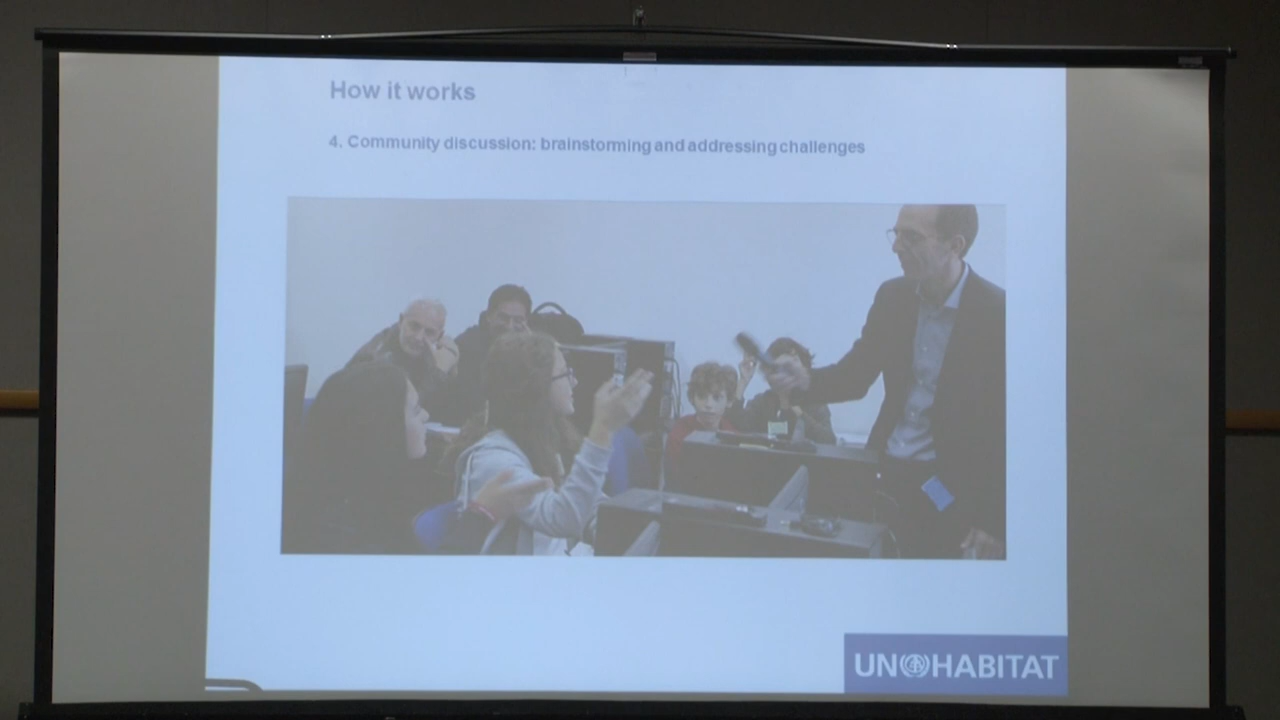 How it works
4. Community discussion: brainstorming and addressing challenges
UN HABITAT